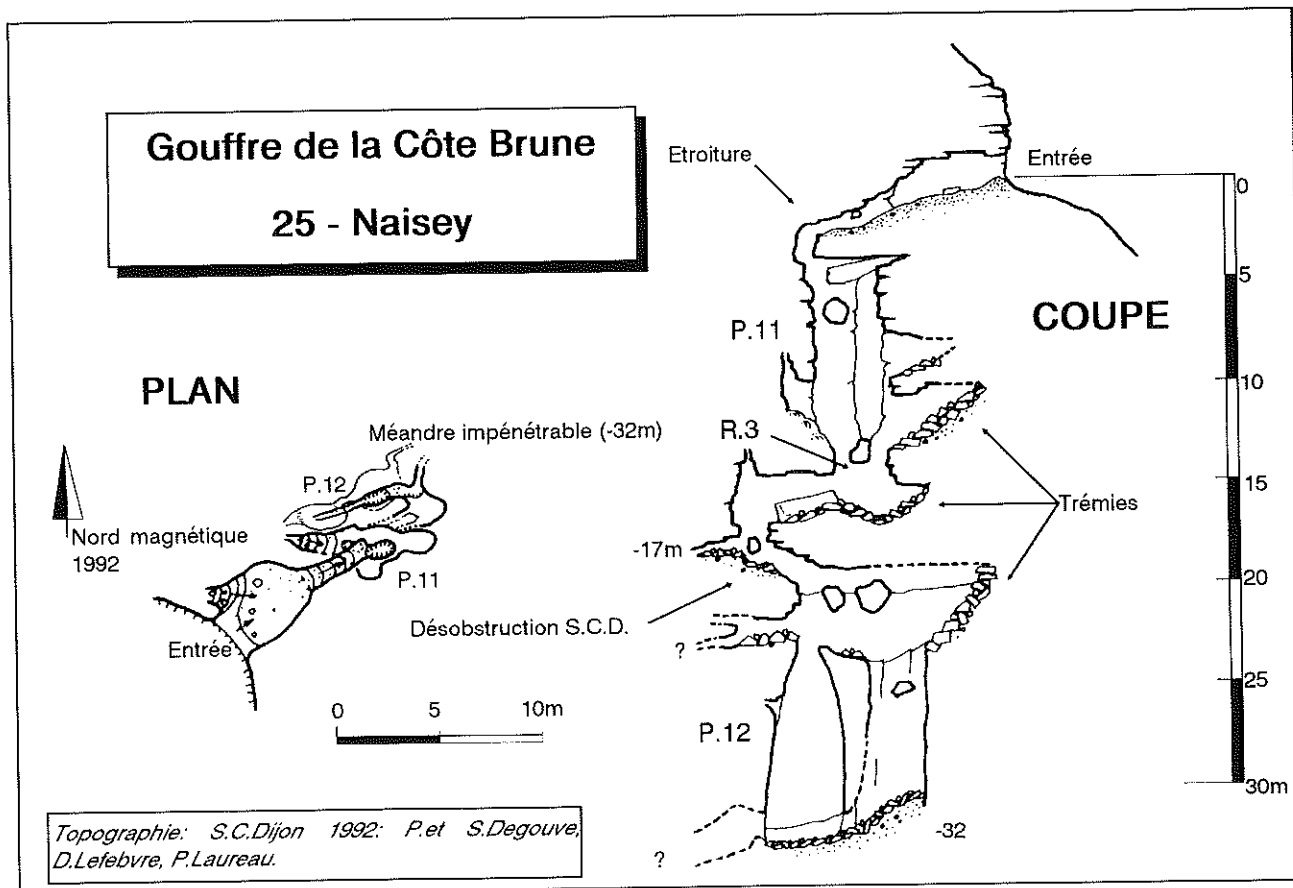 Gouffre de la Côte Brune
25 - Naisey
PLAN
Méandre impénétrable (-32m)
P.12
Nord magnétique
1992
P.11
Entrée
0 5 10m
Topographie: S.C.Dijon 1992: P.et S.Degouve,
D.Lefebvre, P.Laureau.
COUPE
Etroiture
Entrée
0
5
P.11
10
R.3
15
Trémies
-17m
20
Désobstruction S.C.D.
?
25
P.12
30m
-32
?